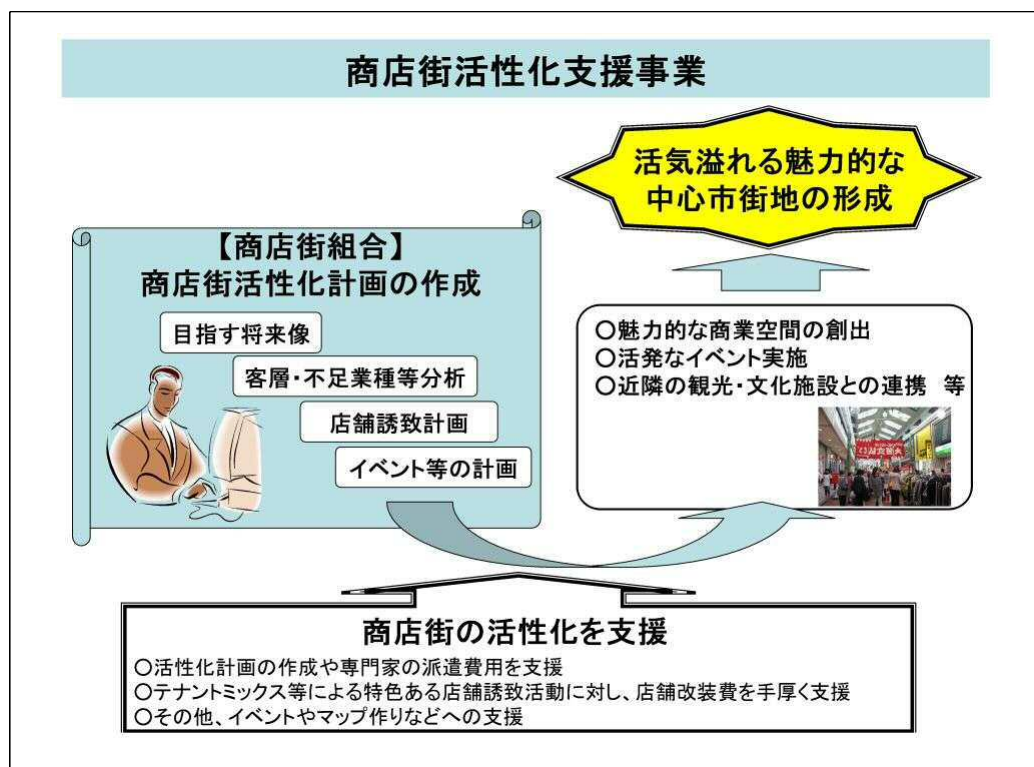 商店街活性化支援事業
活気溢れる魅力的な
中心市街地の形成
【商店街組合】
商店街活性化計画の作成
目指す将来像
客層・不足業種等分析
店舗誘致計画
イベント等の計画
○魅力的な商業空間の創出
○活発なイベント実施
○近隣の観光・文化施設との連携　等
商店街の活性化を支援
○活性化計画の作成や専門家の派遣費用を支援
○テナントミックス等による特色ある店舗誘致活動に対し、店舗改装費を手厚く支援
○その他、イベントやマップ作りなどへの支援